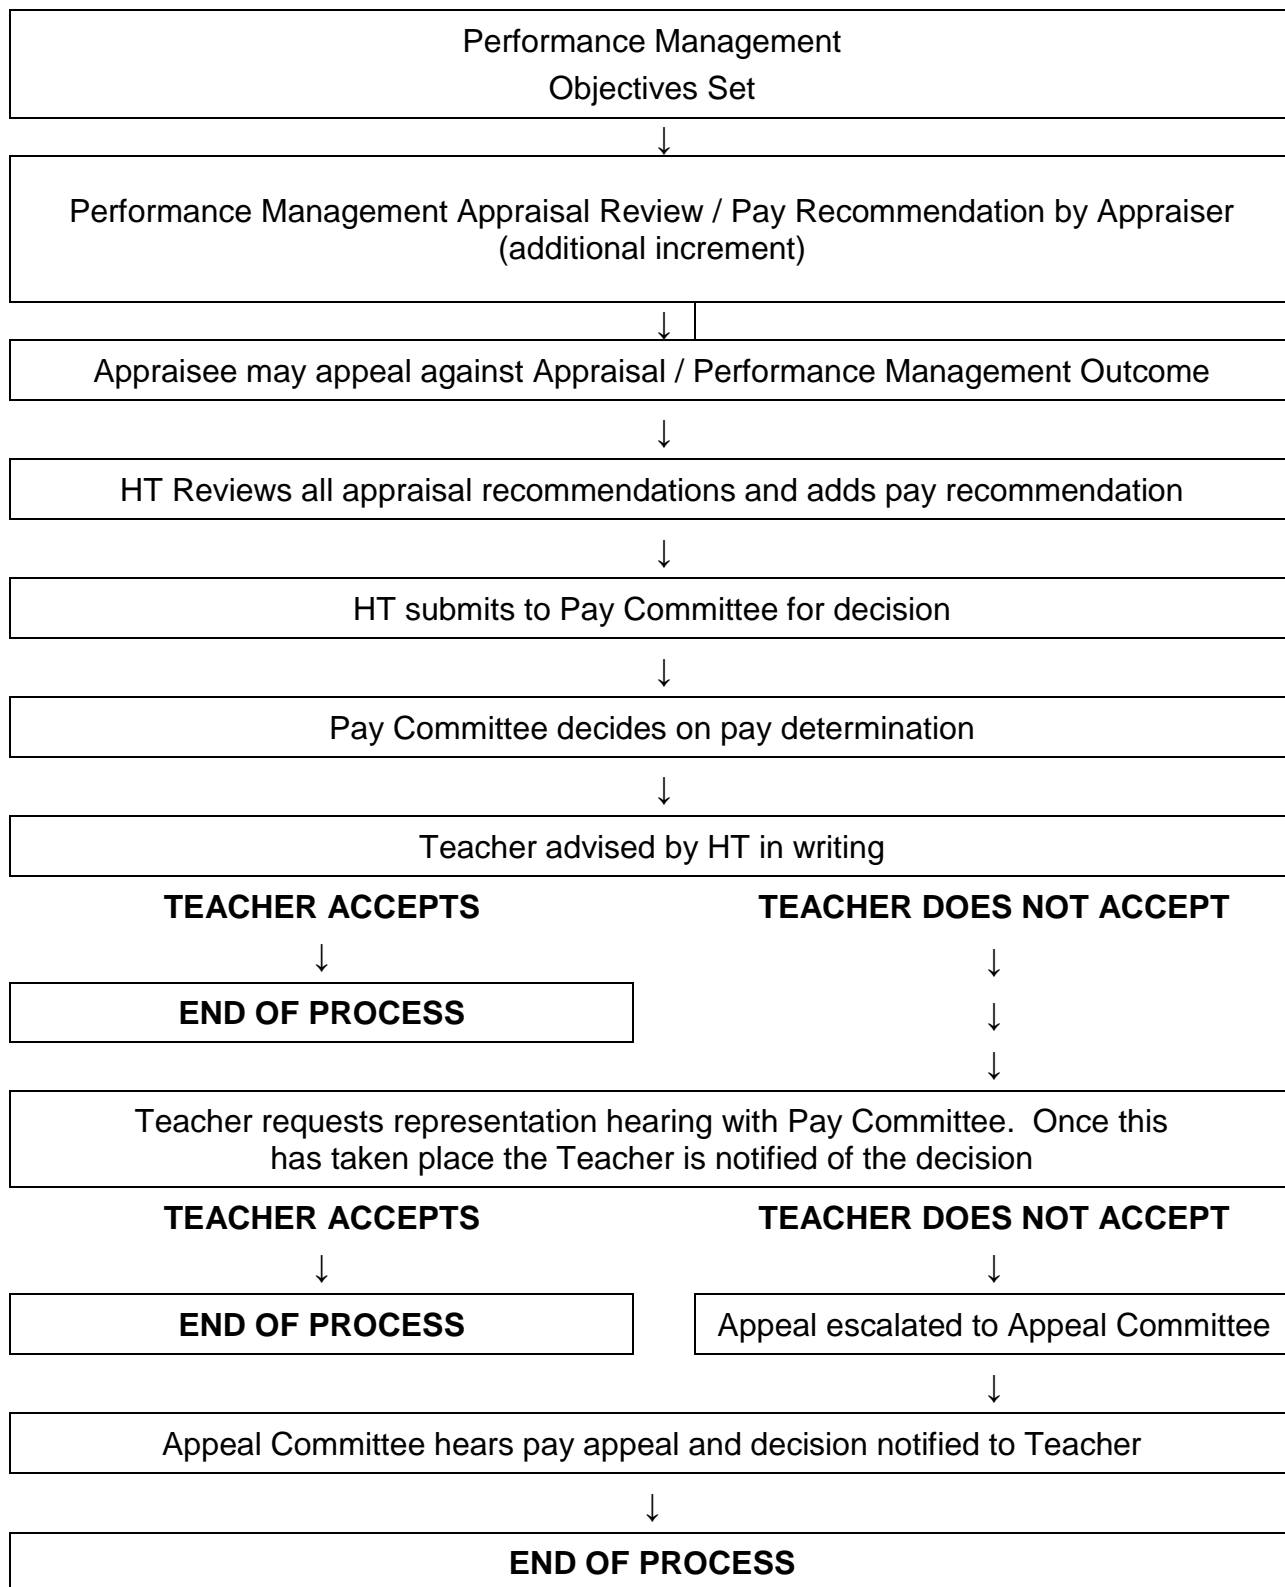 Performance Management
Objectives Set
↓
Performance Management Appraisal Review / Pay Recommendation by Appraiser
(additional increment)
↓
Appraisee may appeal against Appraisal / Performance Management Outcome
↓
HT Reviews all appraisal recommendations and adds pay recommendation
↓
HT submits to Pay Committee for decision
↓
Pay Committee decides on pay determination
↓
Teacher advised by HT in writing
TEACHER ACCEPTS TEACHER DOES NOT ACCEPT
↓ ↓
END OF PROCESS ↓
↓
Teacher requests representation hearing with Pay Committee.  Once this
has taken place the Teacher is notified of the decision
TEACHER ACCEPTS TEACHER DOES NOT ACCEPT
↓ ↓
END OF PROCESS Appeal escalated to Appeal Committee
↓
Appeal Committee hears pay appeal and decision notified to Teacher
↓
END OF PROCESS